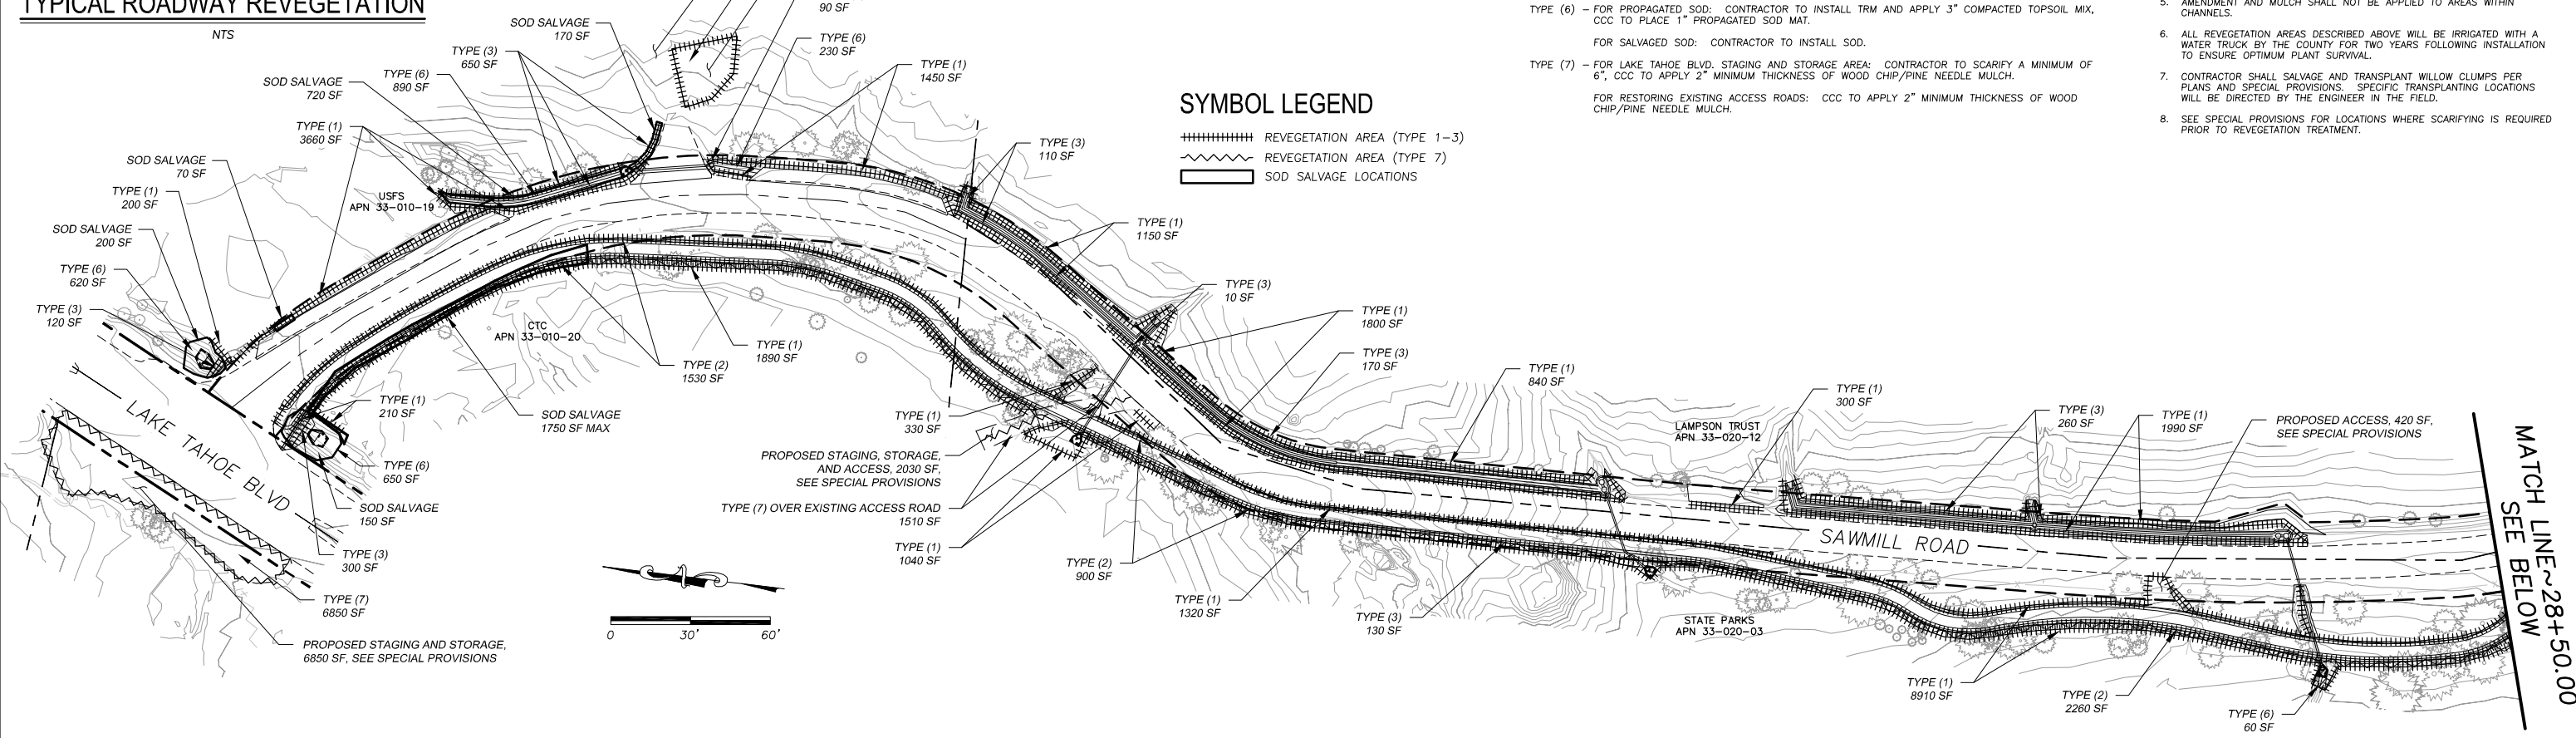 TYPICAL ROADWAY REVEGETATION
NTS
SOD SALVAGE
170 SF
90 SF
TYPE (6)
230 SF
TYPE (3)
650 SF
TYPE (1)
1450 SF
TYPE (6)
890 SF
SOD SALVAGE
720 SF
TYPE (1)
3660 SF
SOD SALVAGE
70 SF
TYPE (1)
200 SF
USFS
APN 33-010-19
SOD SALVAGE
200 SF
TYPE (6)
620 SF
TYPE (3)
120 SF
TYPE (3)
110 SF
TYPE (1)
1150 SF
TYPE (3)
10 SF
TYPE (1)
1800 SF
TYPE (3)
170 SF
CTC
APN 33-010-20
TYPE (1)
1890 SF
TYPE (2)
1530 SF
SOD SALVAGE
1750 SF MAX
TYPE (1)
210 SF
TYPE (6)
650 SF
SOD SALVAGE
150 SF
TYPE (3)
300 SF
TYPE (7)
6850 SF
PROPOSED STAGING AND STORAGE,
6850 SF, SEE SPECIAL PROVISIONS
LAKE TAHOE BLVD
0 30' 60'
TYPE (1)
330 SF
PROPOSED STAGING, STORAGE,
AND ACCESS, 2030 SF,
SEE SPECIAL PROVISIONS
TYPE (7) OVER EXISTING ACCESS ROAD
1510 SF
TYPE (1)
1040 SF
TYPE (2)
900 SF
TYPE (1)
1320 SF
TYPE (3)
130 SF
TYPE (1)
840 SF
LAMPSON TRUST
APN 33-020-12
TYPE (1)
300 SF
TYPE (3)
260 SF
TYPE (1)
1990 SF
PROPOSED ACCESS, 420 SF,
SEE SPECIAL PROVISIONS
SAWMILL ROAD
STATE PARKS
APN 33-020-03
TYPE (1)
8910 SF
TYPE (2)
2260 SF
TYPE (6)
60 SF
MATCH LINE~28+50.00
SEE BELOW
SYMBOL LEGEND
REVEGETATION AREA (TYPE 1-3)
REVEGETATION AREA (TYPE 7)
SOD SALVAGE LOCATIONS
TYPE (6) – FOR PROPAGATED SOD: CONTRACTOR TO INSTALL TRM AND APPLY 3" COMPACTED TOPSOIL MIX,
CCC TO PLACE 1" PROPAGATED SOD MAT.
FOR SALVAGED SOD: CONTRACTOR TO INSTALL SOD.
TYPE (7) – FOR LAKE TAHOE BLVD. STAGING AND STORAGE AREA: CONTRACTOR TO SCARIFY A MINIMUM OF
6", CCC TO APPLY 2" MINIMUM THICKNESS OF WOOD CHIP/PINE NEEDLE MULCH.
FOR RESTORING EXISTING ACCESS ROADS: CCC TO APPLY 2" MINIMUM THICKNESS OF WOOD
CHIP/PINE NEEDLE MULCH.
5. AMENDMENT AND MULCH SHALL NOT BE APPLIED TO AREAS WITHIN
CHANNELS.
6. ALL REVEGETATION AREAS DESCRIBED ABOVE WILL BE IRRIGATED WITH A
WATER TRUCK BY THE COUNTY FOR TWO YEARS FOLLOWING INSTALLATION
TO ENSURE OPTIMUM PLANT SURVIVAL.
7. CONTRACTOR SHALL SALVAGE AND TRANSPLANT WILLOW CLUMPS PER
PLANS AND SPECIAL PROVISIONS. SPECIFIC TRANSPLANTING LOCATIONS
WILL BE DIRECTED BY THE ENGINEER IN THE FIELD.
8. SEE SPECIAL PROVISIONS FOR LOCATIONS WHERE SCARIFYING IS REQUIRED
PRIOR TO REVEGETATION TREATMENT.